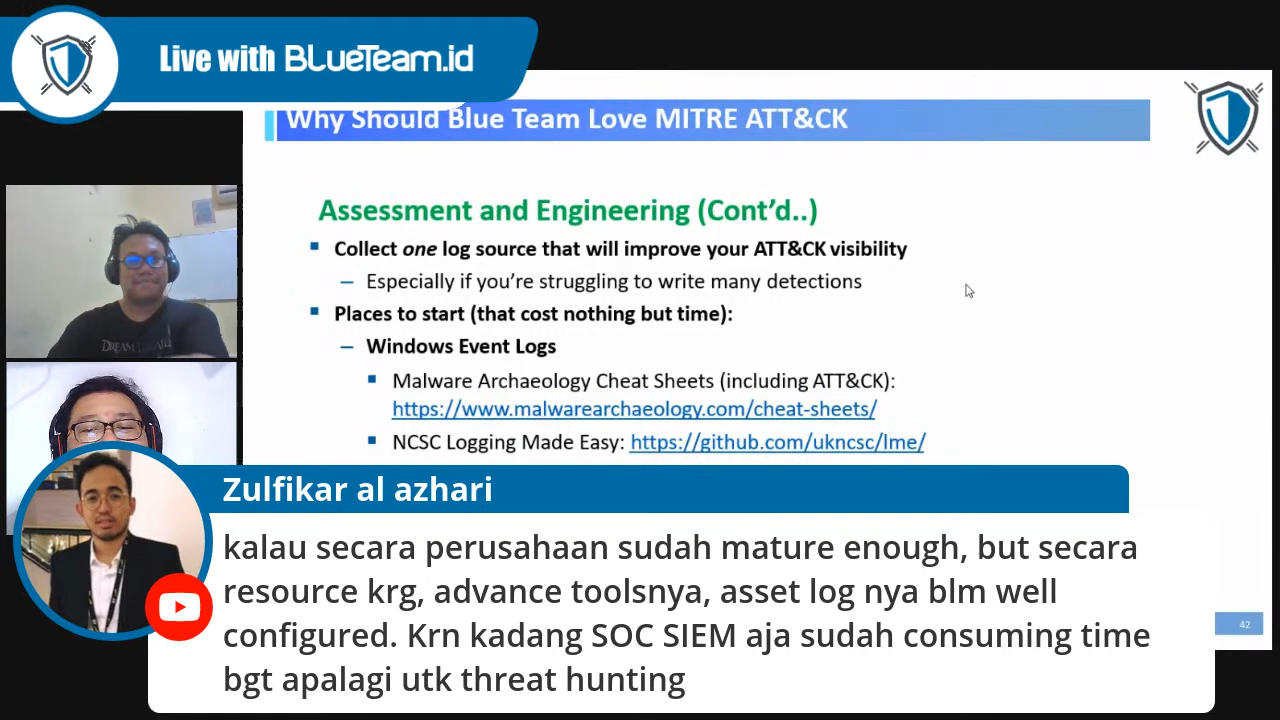 Live with BLueTeam.id
Why Should Blue Team Love MITRE ATT&CK
Assessment and Engineering (Cont'd..)
Collect one log source that will improve your ATT&CK visibility
– Especially if you're struggling to write many detections
Places to start (that cost nothing but time):
– Windows Event Logs
Malware Archaeology Cheat Sheets (including ATT&CK):
https://www.malwarearchaeology.com/cheat-sheets/
NCSC Logging Made Easy: https://github.com/ukncsc/lme/
Zulfikar al azhari
kalau secara perusahaan sudah mature enough, but secara
resource krg, advance toolsnya, asset log nya blm well
configured. Krn kadang SOC SIEM aja sudah consuming time
bgt apalagi utk threat hunting
42